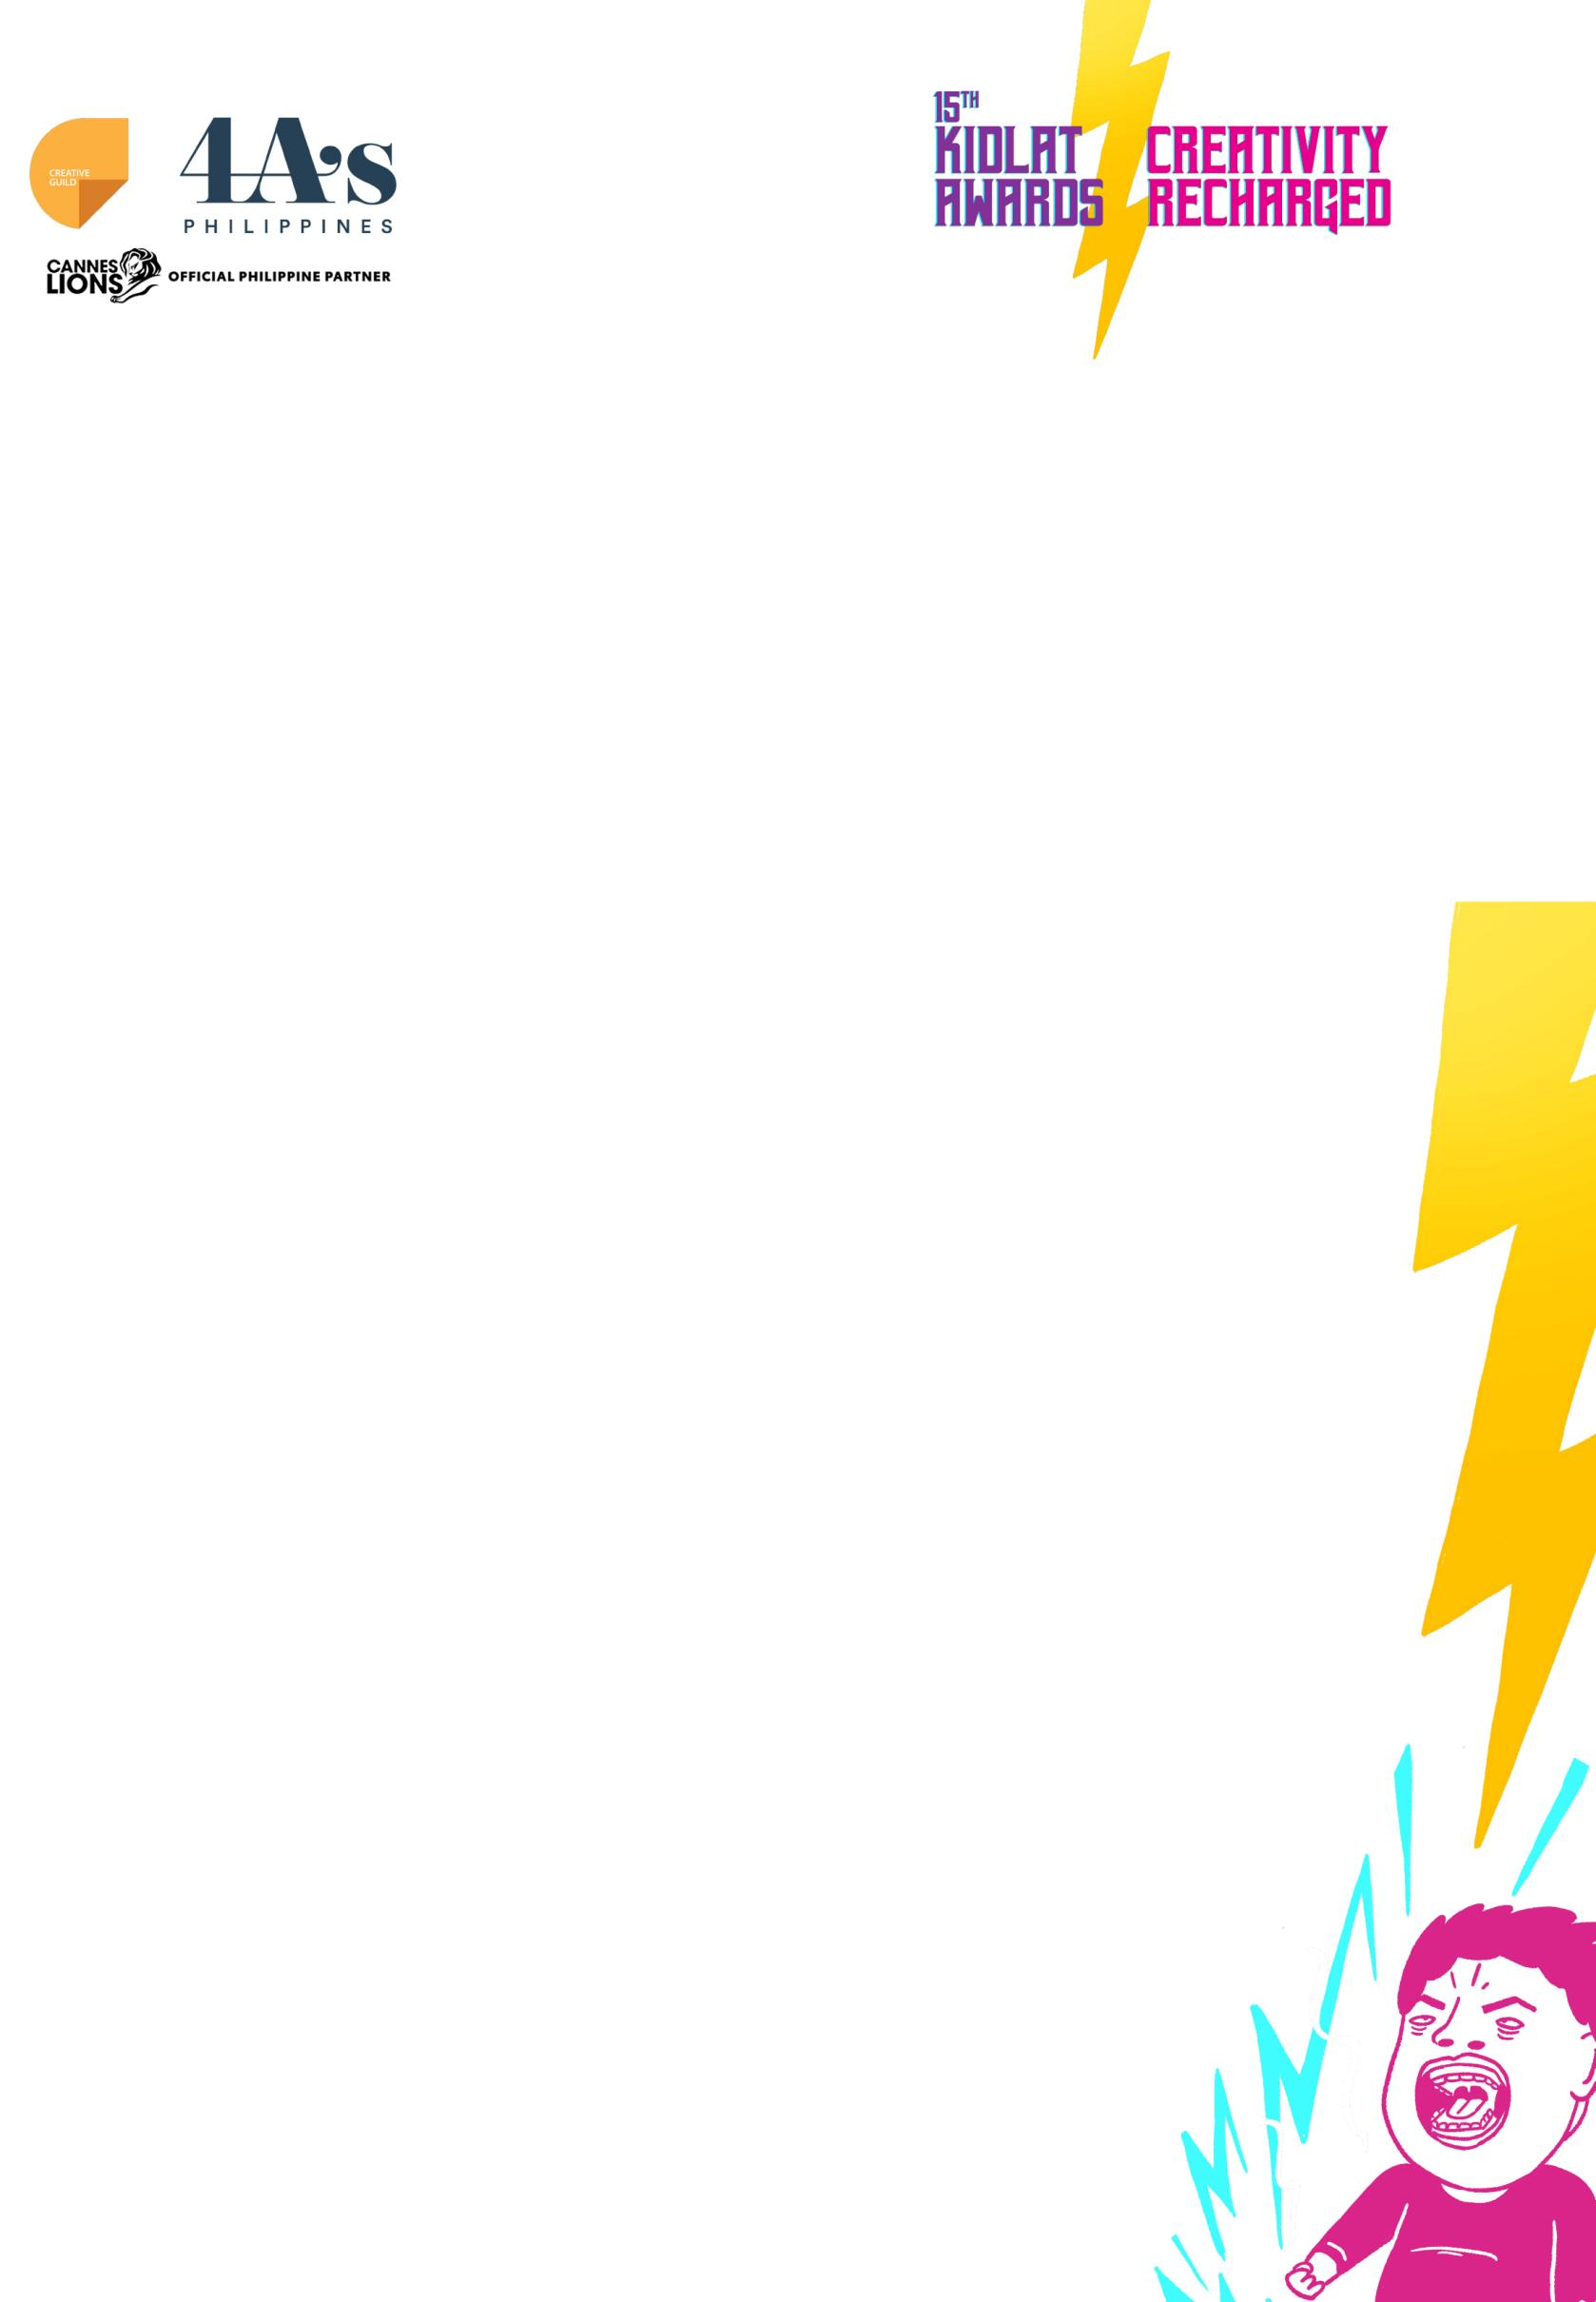 CREATIVE
GUILD
4A's
PHILIPPINES
CANNES
LIONS
OFFICIAL PHILIPPINE PARTNER
15TH
KIDLAT
AWARDS
CREATIVITY
RECHARGED